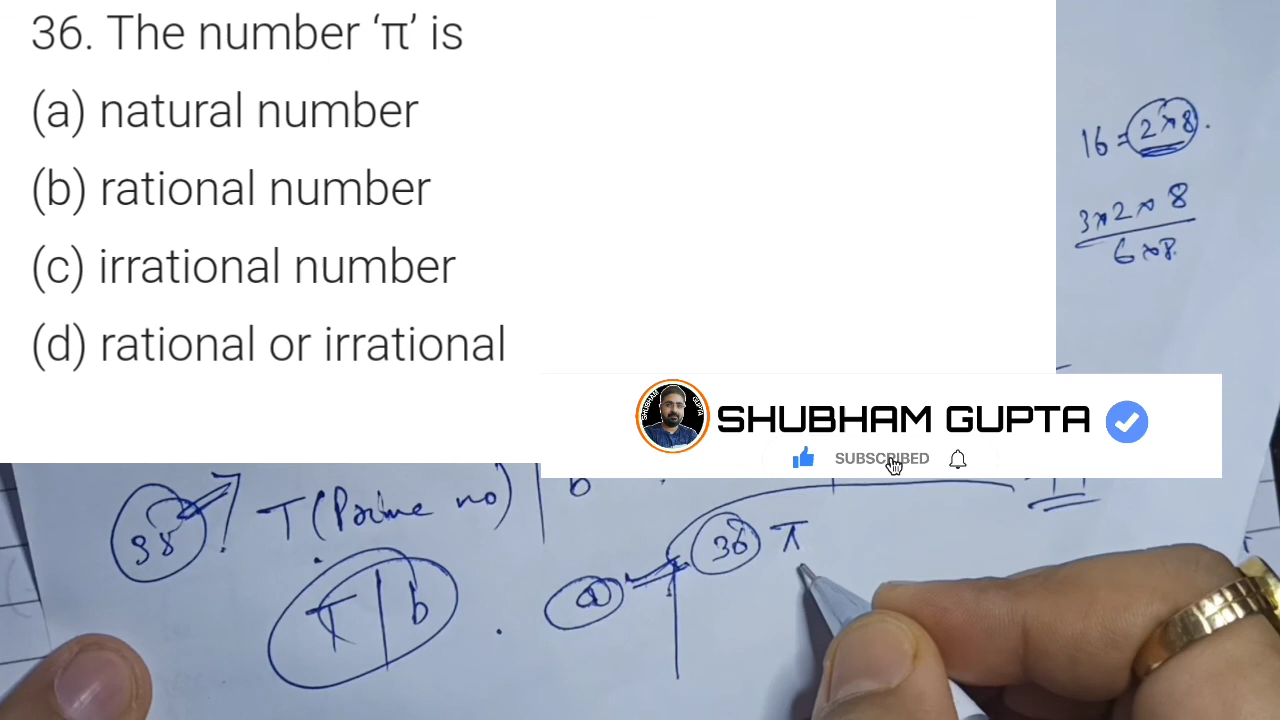 36. The number ‘π’ is
(a) natural number
(b) rational number
(c) irrational number
(d) rational or irrational
16 = 2×8.
3×2×8
6×8.
SHUBHAM GUPTA
SUBSCRIBED
T (Prime no)
b
36 π
a
T | b